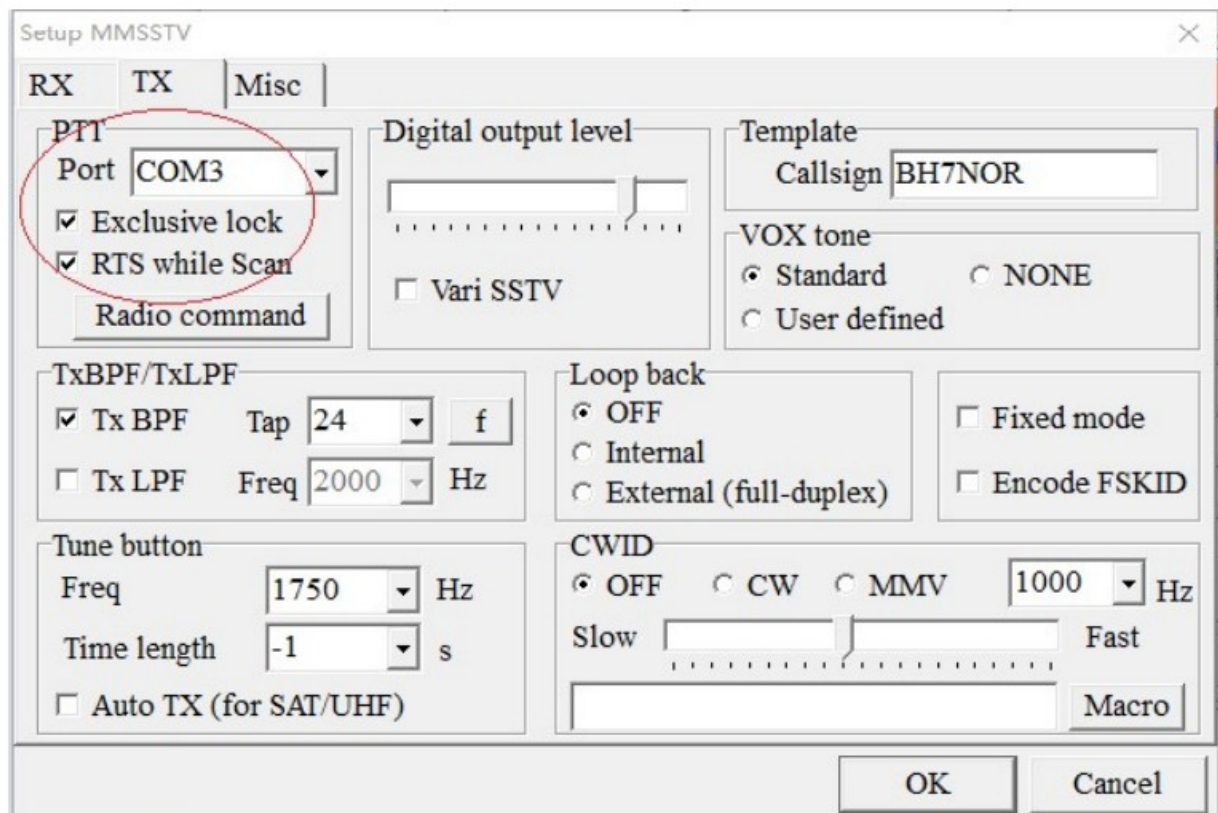 Setup MMSSTV
RX TX Misc
PTT
Port COM3
Exclusive lock
RTS while Scan
Radio command
Digital output level
Vari SSTV
Template
Callsign BH7NOR
VOX tone
Standard NONE
User defined
TxBPF/TxLPF
Tx BPF Tap 24 f
Tx LPF Freq 2000 Hz
Loop back
OFF
Internal
External (full-duplex)
Fixed mode
Encode FSKID
Tune button
Freq 1750 Hz
Time length -1 s
Auto TX (for SAT/UHF)
CWID
OFF CW MMV 1000 Hz
Slow Fast
Macro
OK Cancel